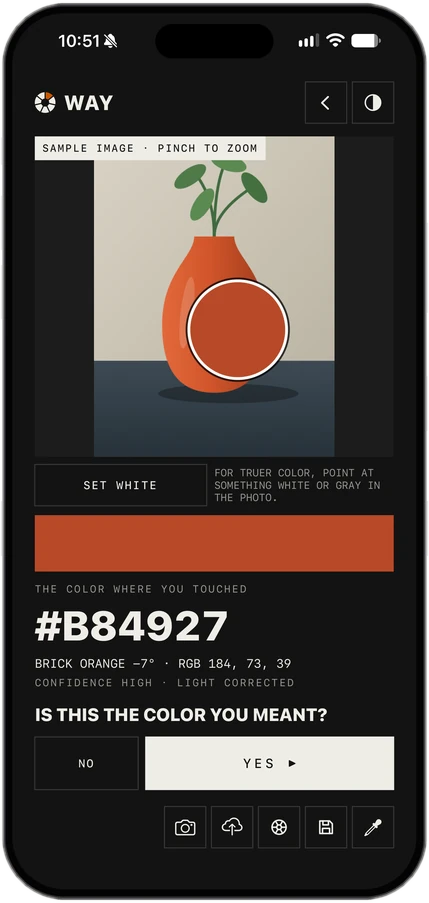 10:51
WAY
SAMPLE IMAGE · PINCH TO ZOOM
SET WHITE
FOR TRUER COLOR, POINT AT
SOMETHING WHITE OR GRAY IN
THE PHOTO.
THE COLOR WHERE YOU TOUCHED
#B84927
BRICK ORANGE −7° · RGB 184, 73, 39
CONFIDENCE HIGH · LIGHT CORRECTED
IS THIS THE COLOR YOU MEANT?
NO
YES ▶